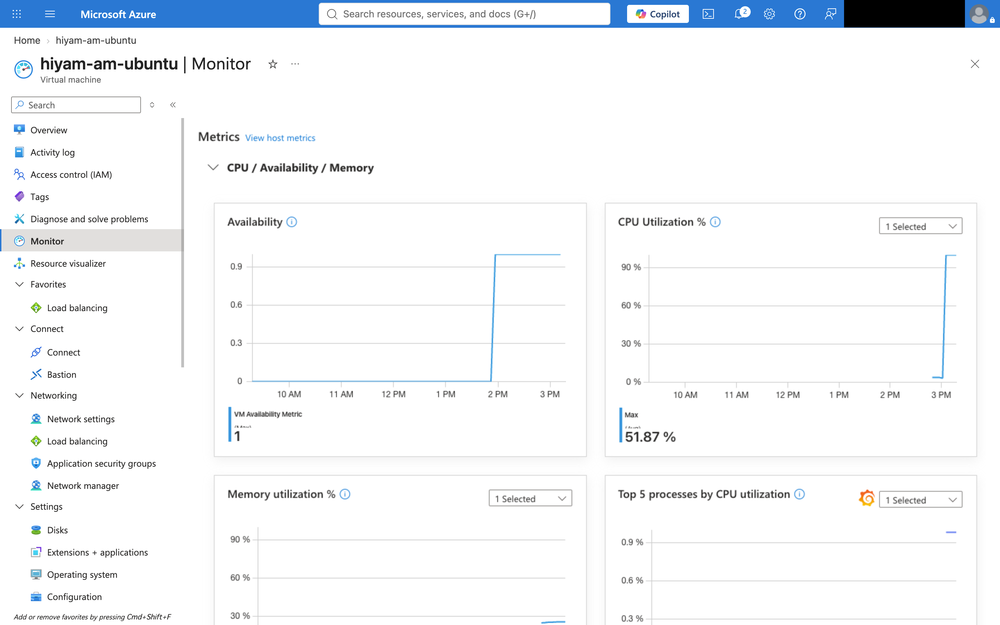 Microsoft Azure
Search resources, services, and docs (G+/)
Copilot
2
Home
hiyam-am-ubuntu
hiyam-am-ubuntu | Monitor
Virtual machine
Search
Overview
Activity log
Access control (IAM)
Tags
Diagnose and solve problems
Monitor
Resource visualizer
Favorites
Load balancing
Connect
Connect
Bastion
Networking
Network settings
Load balancing
Application security groups
Network manager
Settings
Disks
Extensions + applications
Operating system
Configuration
Add or remove favorites by pressing Cmd+Shift+F
Metrics View host metrics
CPU / Availability / Memory
Availability
0.9
0.6
0.3
0
10 AM 11 AM 12 PM 1 PM 2 PM 3 PM
VM Availability Metric
1
CPU Utilization %
1 Selected
90 %
60 %
30 %
0 %
10 AM 11 AM 12 PM 1 PM 2 PM 3 PM
Max
51.87 %
Memory utilization %
1 Selected
90 %
60 %
30 %
Top 5 processes by CPU utilization
1 Selected
0.9 %
0.6 %
0.3 %